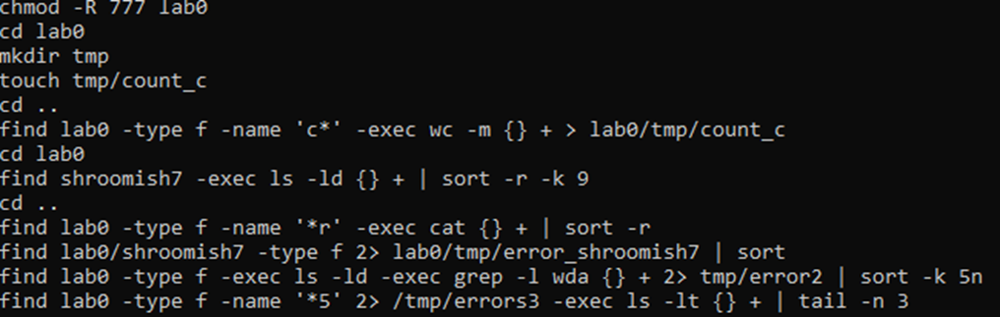 chmod -R 777 lab0
cd lab0
mkdir tmp
touch tmp/count_c
cd ..
find lab0 -type f -name 'c*' -exec wc -m {} + > lab0/tmp/count_c
cd lab0
find shroomish7 -exec ls -ld {} + | sort -r -k 9
cd ..
find lab0 -type f -name '*r' -exec cat {} + | sort -r
find lab0/shroomish7 -type f 2> lab0/tmp/error_shroomish7 | sort
find lab0 -type f -exec ls -ld -exec grep -l wda {} + 2> tmp/error2 | sort -k 5n
find lab0 -type f -name '*5' 2> /tmp/errors3 -exec ls -lt {} + | tail -n 3